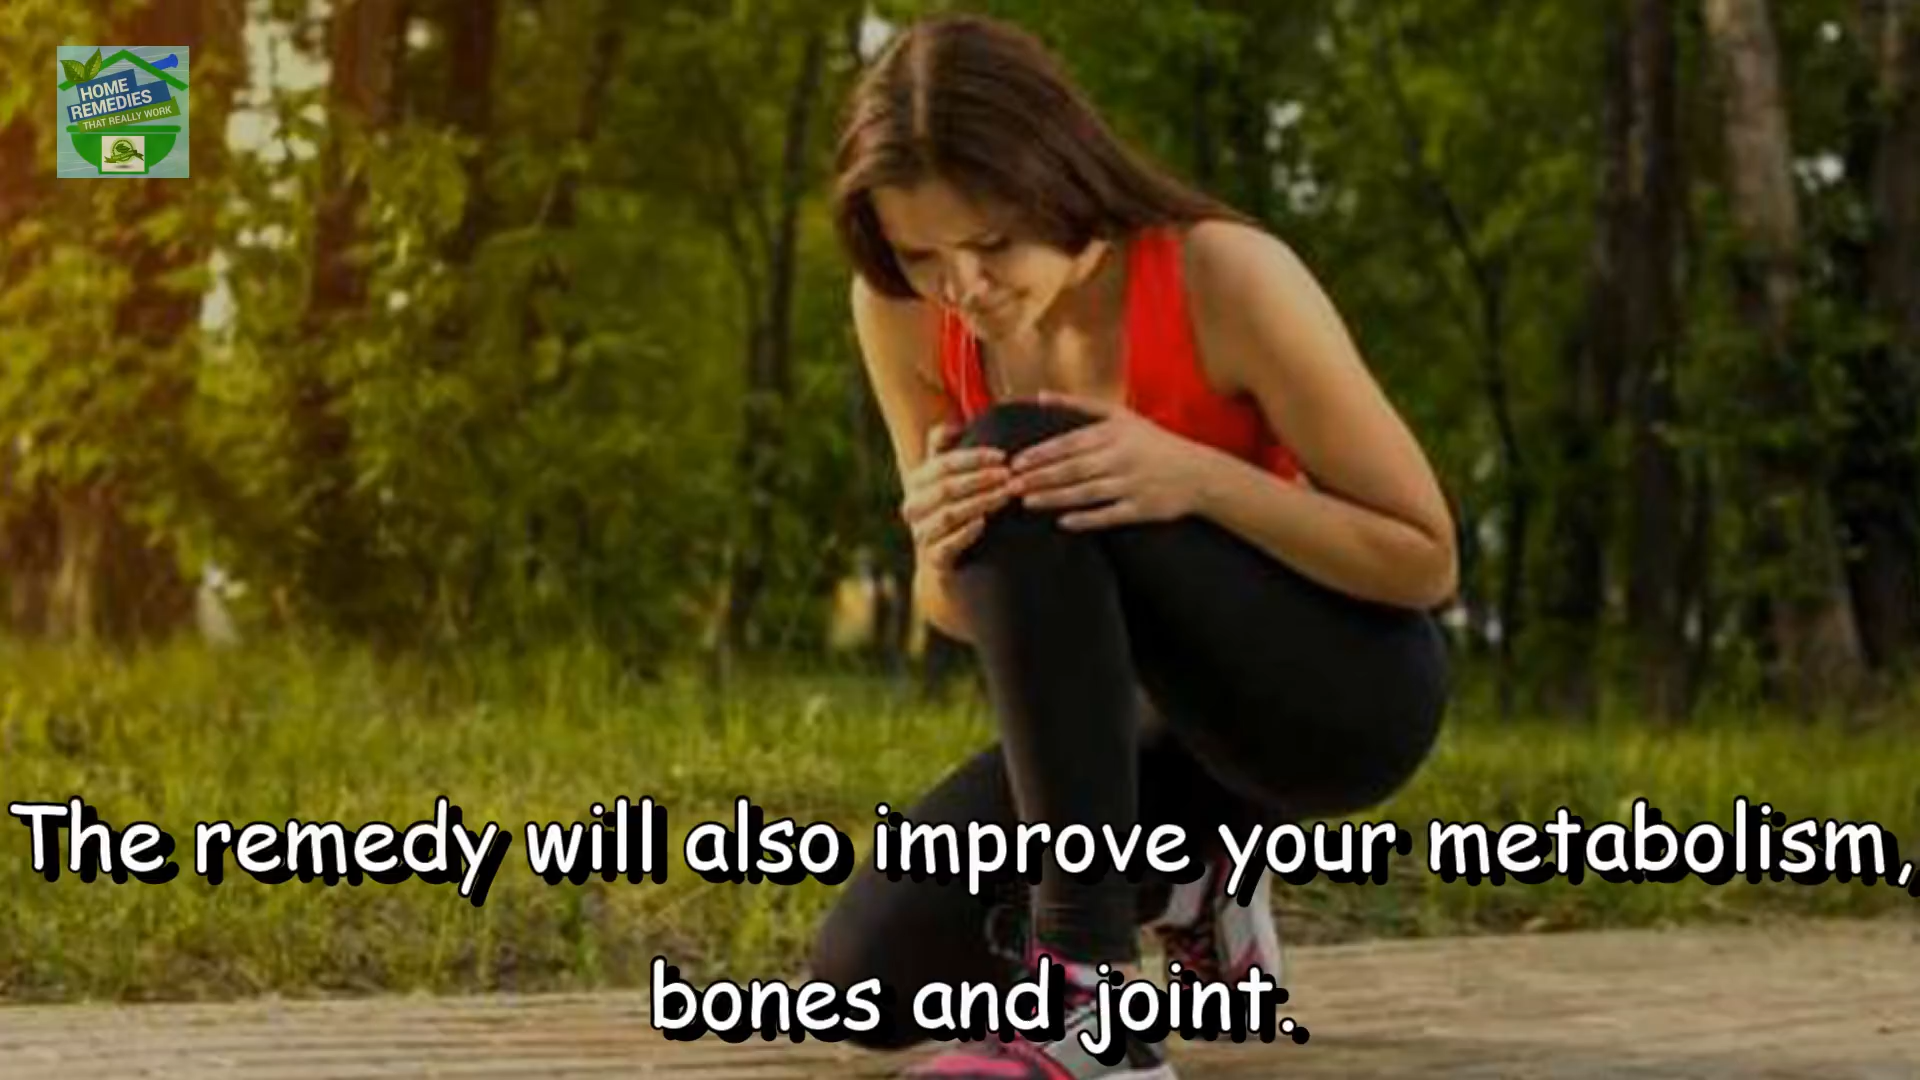 HOME
REMEDIES
THAT REALLY WORK
The remedy will also improve your metabolism,
bones and joint.